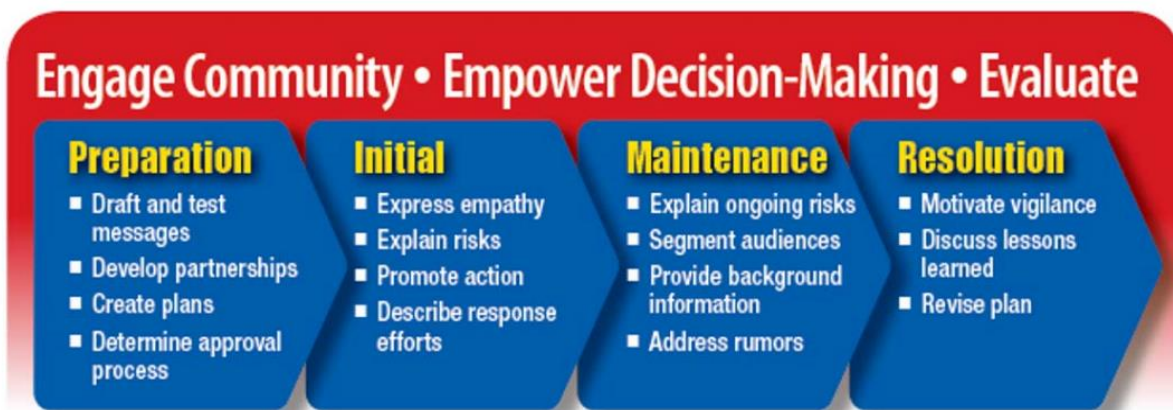 Engage Community • Empower Decision-Making • Evaluate
Preparation
▪ Draft and test
messages
▪ Develop partnerships
▪ Create plans
▪ Determine approval
process
Initial
▪ Express empathy
▪ Explain risks
▪ Promote action
▪ Describe response
efforts
Maintenance
▪ Explain ongoing risks
▪ Segment audiences
▪ Provide background
information
▪ Address rumors
Resolution
▪ Motivate vigilance
▪ Discuss lessons
learned
▪ Revise plan